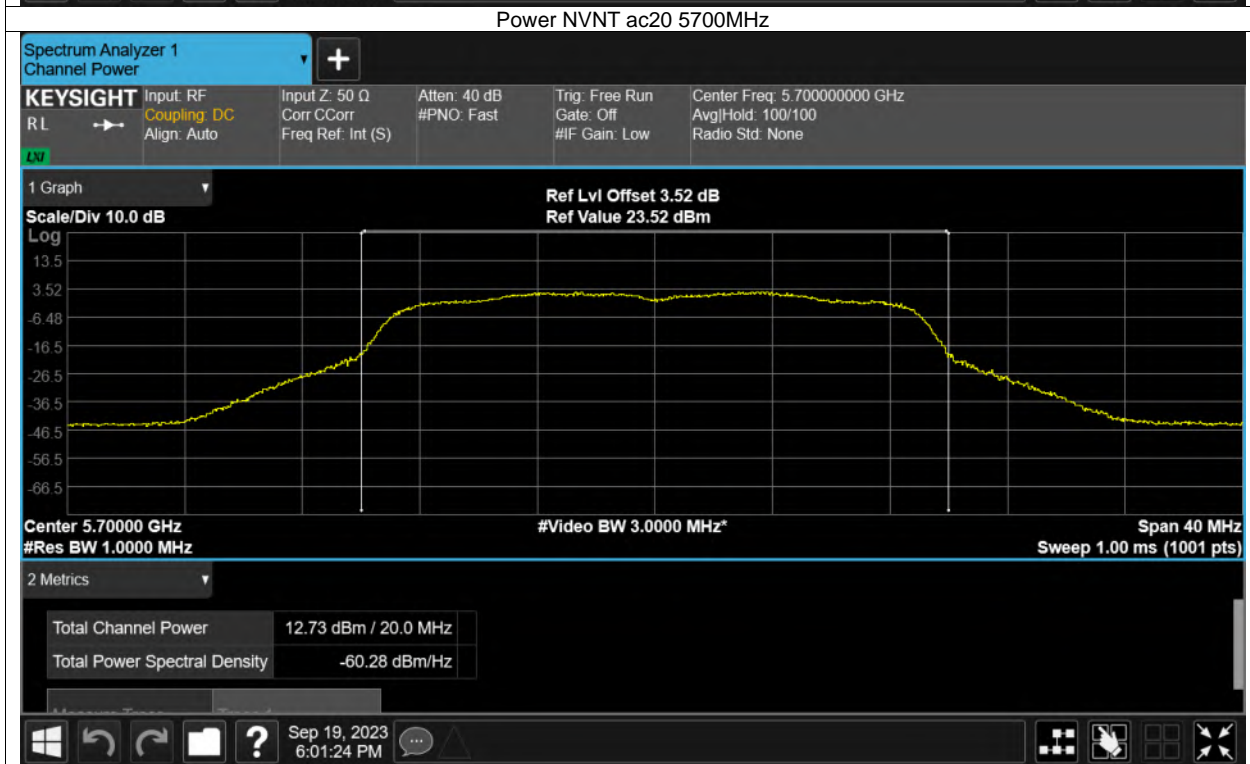 Power NVNT ac20 5700MHz
Spectrum Analyzer 1
Channel Power
KEYSIGHT
RL
LXI
Input: RF
Coupling: DC
Align: Auto
Input Z: 50 Ω
Corr CCorr
Freq Ref: Int (S)
Atten: 40 dB
#PNO: Fast
Trig: Free Run
Gate: Off
#IF Gain: Low
Center Freq: 5.700000000 GHz
Avg|Hold: 100/100
Radio Std: None
1 Graph
Scale/Div 10.0 dB
Ref Lvl Offset 3.52 dB
Ref Value 23.52 dBm
Log
13.5
3.52
-6.48
-16.5
-26.5
-36.5
-46.5
-56.5
-66.5
Center 5.70000 GHz
#Video BW 3.0000 MHz*
Span 40 MHz
#Res BW 1.0000 MHz
Sweep 1.00 ms (1001 pts)
2 Metrics
Total Channel Power 12.73 dBm / 20.0 MHz
Total Power Spectral Density -60.28 dBm/Hz
Sep 19, 2023
6:01:24 PM